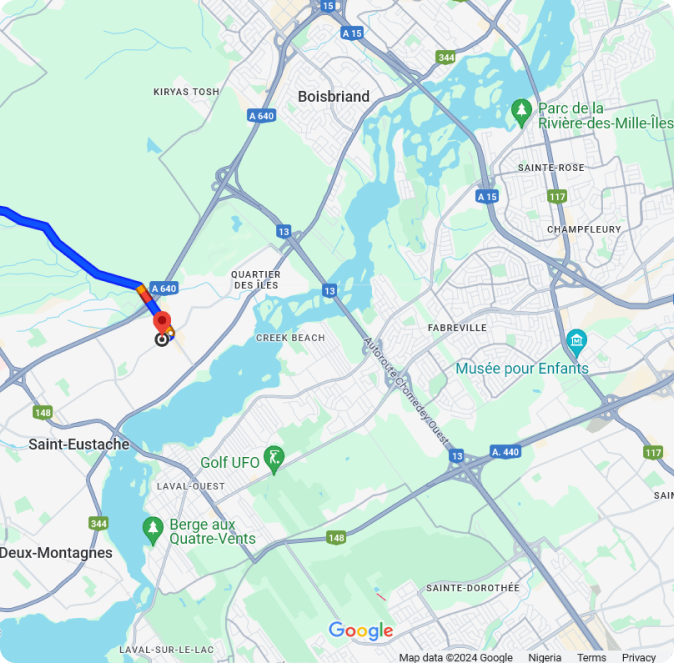 15
A 15
344
KIRYAS TOSH
Boisbriand
A 640
Parc de la
Rivière-des-Mille-Îles
SAINTE-ROSE
A 15
117
13
CHAMPFLEURY
QUARTIER
DES ÎLES
A 640
13
FABREVILLE
CREEK BEACH
Autoroute Chomedey Ouest
Musée pour Enfants
148
Saint-Eustache
13
A. 440
117
Golf UFO
LAVAL-OUEST
SAIN
344
Berge aux
Quatre-Vents
148
Deux-Montagnes
SAINTE-DOROTHÉE
Google
LAVAL-SUR-LE-LAC
Map data ©2024 Google
Nigeria
Terms
Privacy